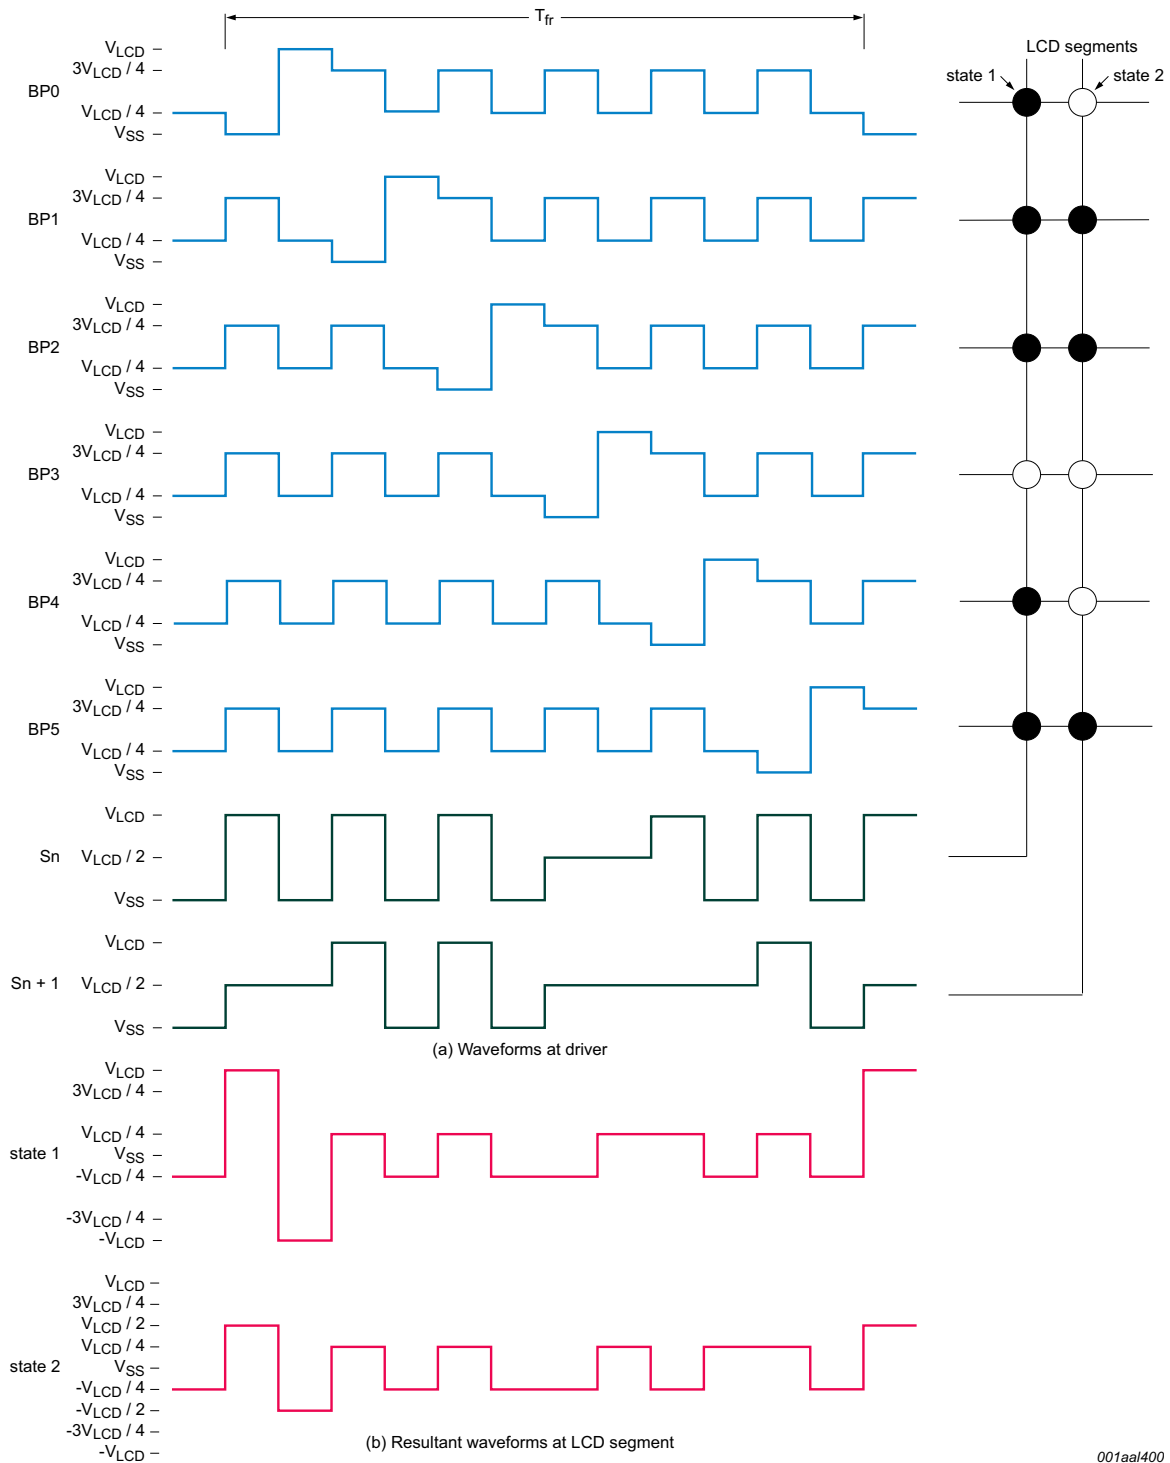 Tfr
LCD segments
state 1
state 2
BP0
VLCD
3VLCD / 4
VLCD / 4
VSS
BP1
VLCD
3VLCD / 4
VLCD / 4
VSS
BP2
VLCD
3VLCD / 4
VLCD / 4
VSS
BP3
VLCD
3VLCD / 4
VLCD / 4
VSS
BP4
VLCD
3VLCD / 4
VLCD / 4
VSS
BP5
VLCD
3VLCD / 4
VLCD / 4
VSS
Sn
VLCD
VLCD / 2
VSS
Sn + 1
VLCD
VLCD / 2
VSS
(a) Waveforms at driver
state 1
VLCD
3VLCD / 4
VLCD / 4
VSS
-VLCD / 4
-3VLCD / 4
-VLCD
state 2
VLCD
3VLCD / 4
VLCD / 2
VLCD / 4
VSS
-VLCD / 4
-VLCD / 2
-3VLCD / 4
-VLCD
(b) Resultant waveforms at LCD segment
001aal400